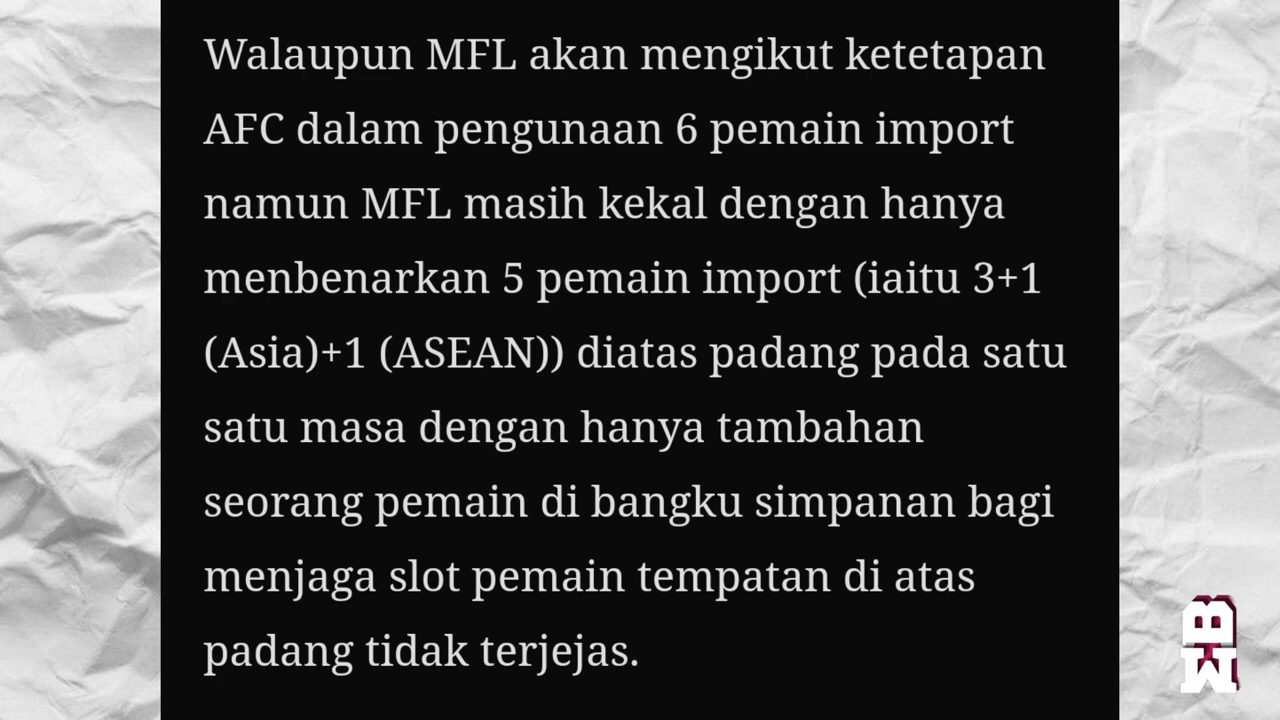 Walaupun MFL akan mengikut ketetapan
AFC dalam pengunaan 6 pemain import
namun MFL masih kekal dengan hanya
menbenarkan 5 pemain import (iaitu 3+1
(Asia)+1 (ASEAN)) diatas padang pada satu
satu masa dengan hanya tambahan
seorang pemain di bangku simpanan bagi
menjaga slot pemain tempatan di atas
padang tidak terjejas.